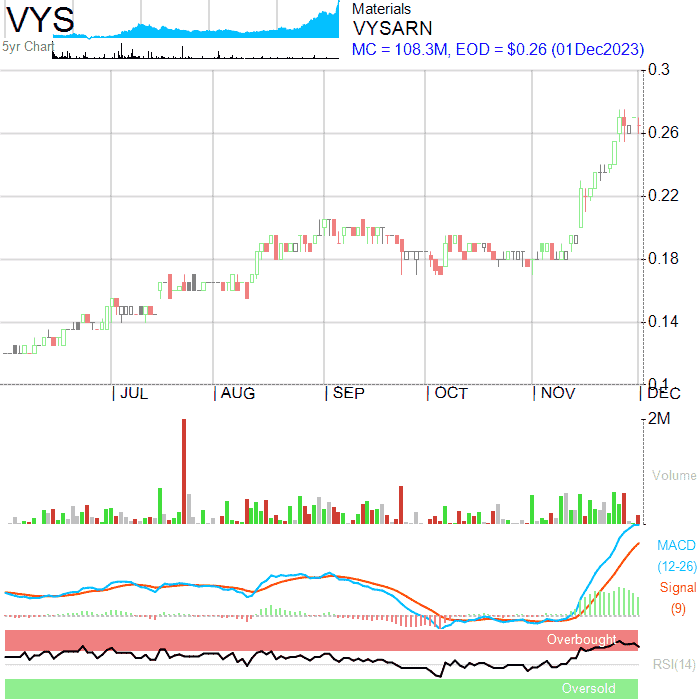 VYS
5yr Chart
Materials
VYSARN
MC = 108.3M, EOD = $0.26 (01Dec2023)
0.3
0.26
0.22
0.18
0.14
0.1
JUL AUG SEP OCT NOV DEC
2M
Volume
MACD
(12-26)
Signal
(9)
Overbought
RSI(14)
Oversold